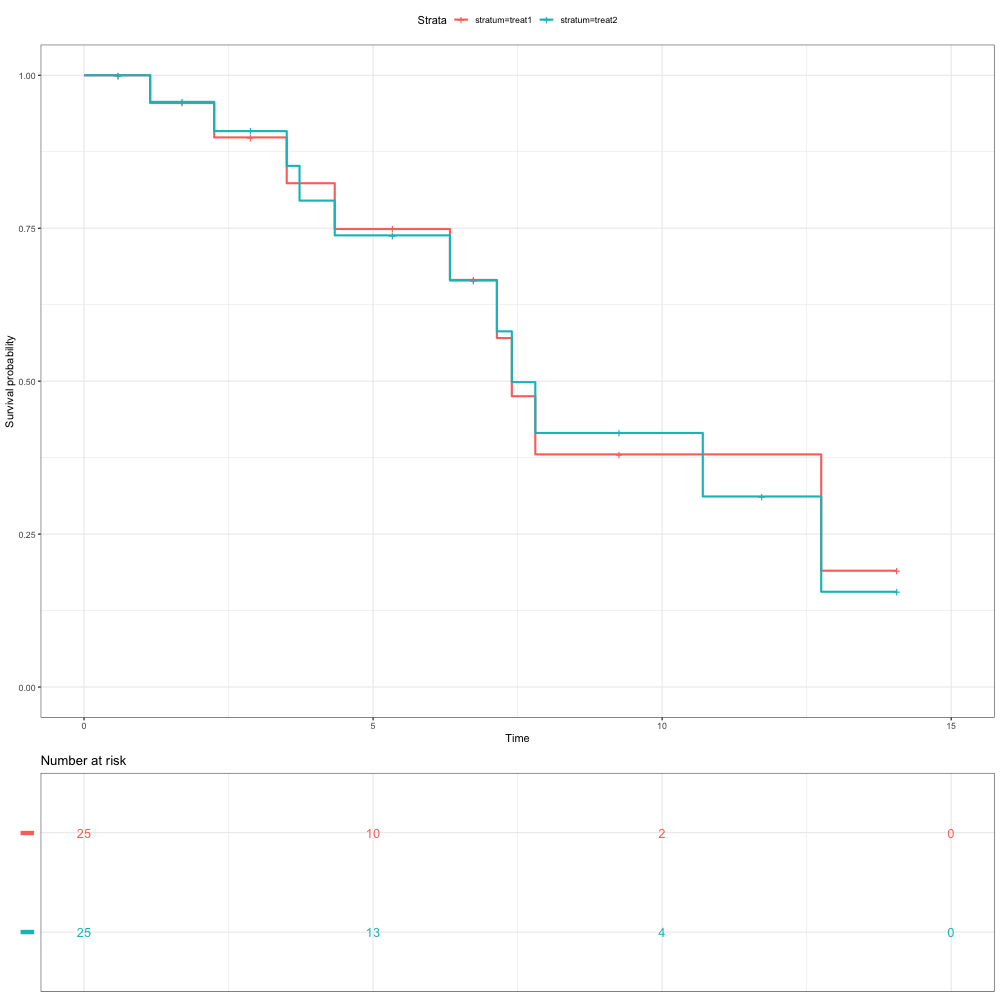 Strata stratum=treat1 stratum=treat2
1.00
0.75
0.50
0.25
0.00
Survival probability
0 5 10 15
Time
Number at risk
25 10 2 0
25 13 4 0